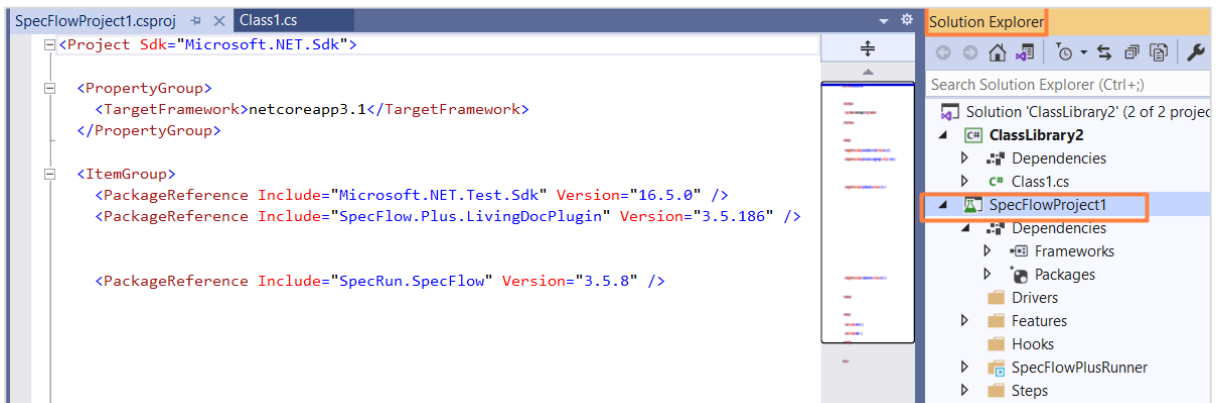 SpecFlowProject1.csproj
Class1.cs
<Project Sdk="Microsoft.NET.Sdk">
<PropertyGroup>
<TargetFramework>netcoreapp3.1</TargetFramework>
</PropertyGroup>
<ItemGroup>
<PackageReference Include="Microsoft.NET.Test.Sdk" Version="16.5.0" />
<PackageReference Include="SpecFlow.Plus.LivingDocPlugin" Version="3.5.186" />
<PackageReference Include="SpecRun.SpecFlow" Version="3.5.8" />
Solution Explorer
Search Solution Explorer (Ctrl+;)
Solution 'ClassLibrary2' (2 of 2 projec
C# ClassLibrary2
Dependencies
C# Class1.cs
SpecFlowProject1
Dependencies
Frameworks
Packages
Drivers
Features
Hooks
SpecFlowPlusRunner
Steps